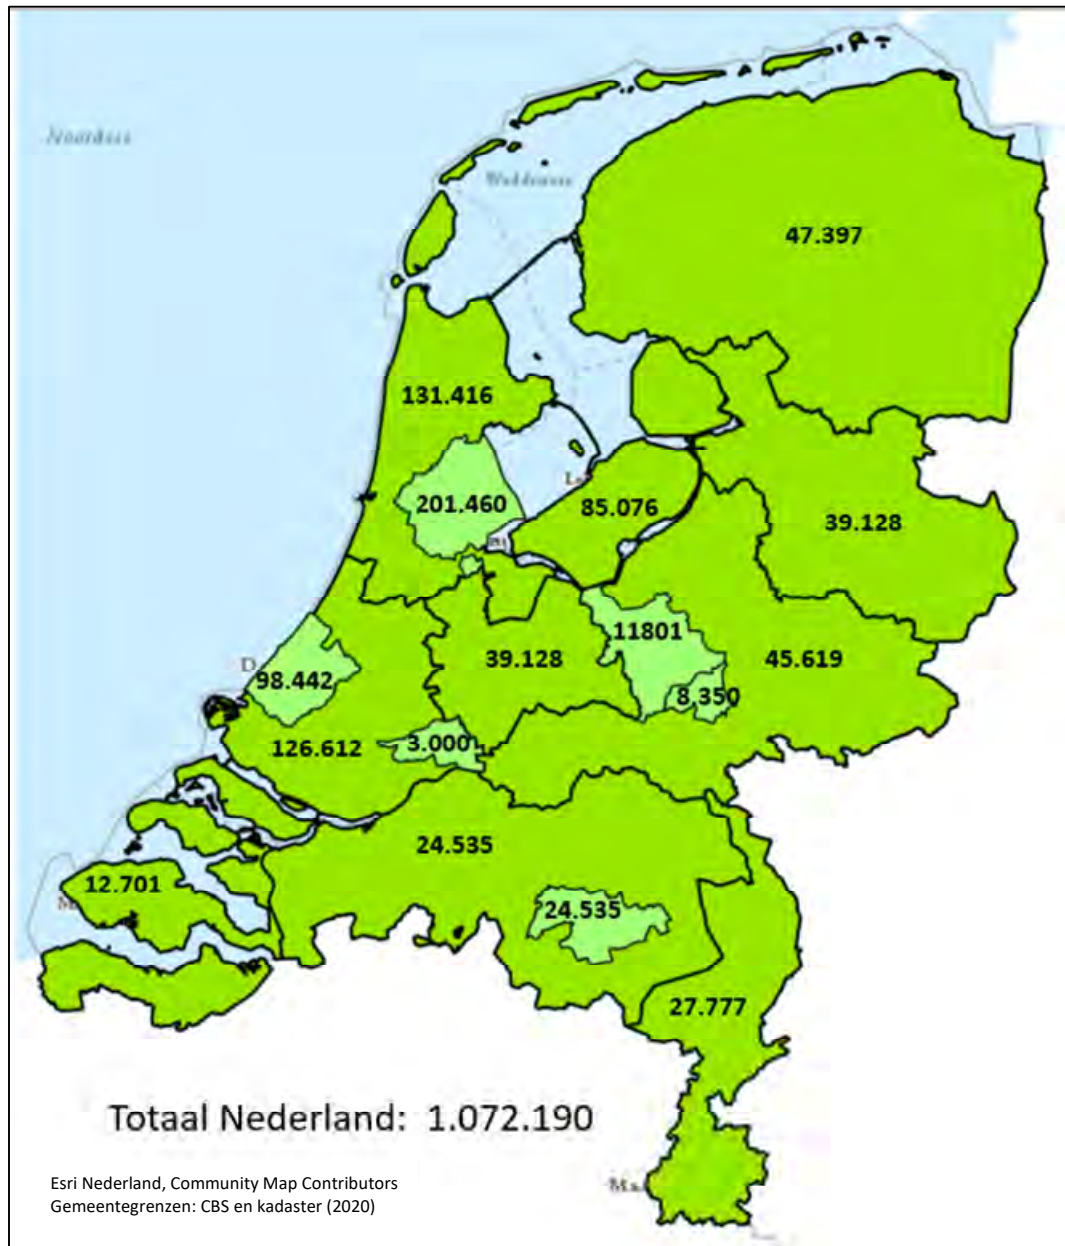 Noordzee
Waddenzee
47.397
131.416
201.460
85.076
39.128
11801
39.128
45.619
D
98.442
8.350
126.612
3.000
24.535
12.701
24.535
27.777
Totaal Nederland: 1.072.190
Esri Nederland, Community Map Contributors
Gemeentegrenzen: CBS en kadaster (2020)